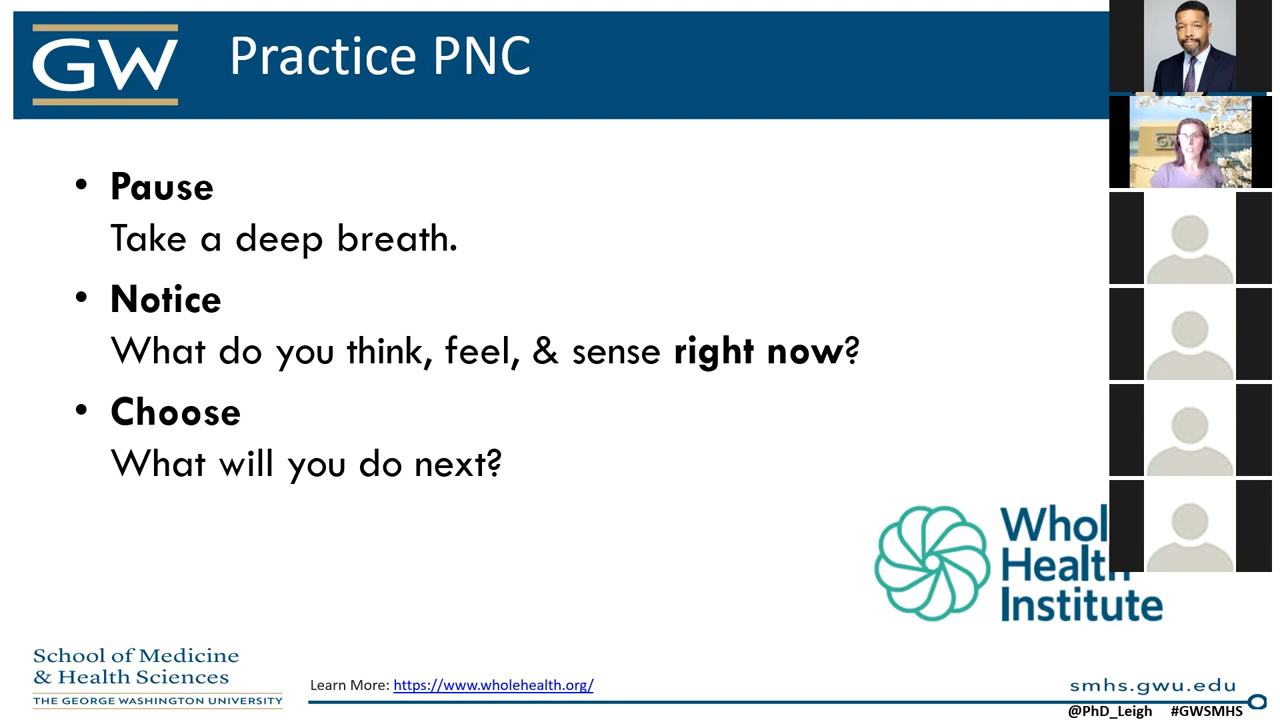 GW
Practice PNC
GW
• Pause
Take a deep breath.
• Notice
What do you think, feel, & sense right now?
• Choose
What will you do next?
Whol
Health
Institute
School of Medicine
& Health Sciences
THE GEORGE WASHINGTON UNIVERSITY
Learn More: https://www.wholehealth.org/
smhs.gwu.edu
@PhD_Leigh #GWSMHS